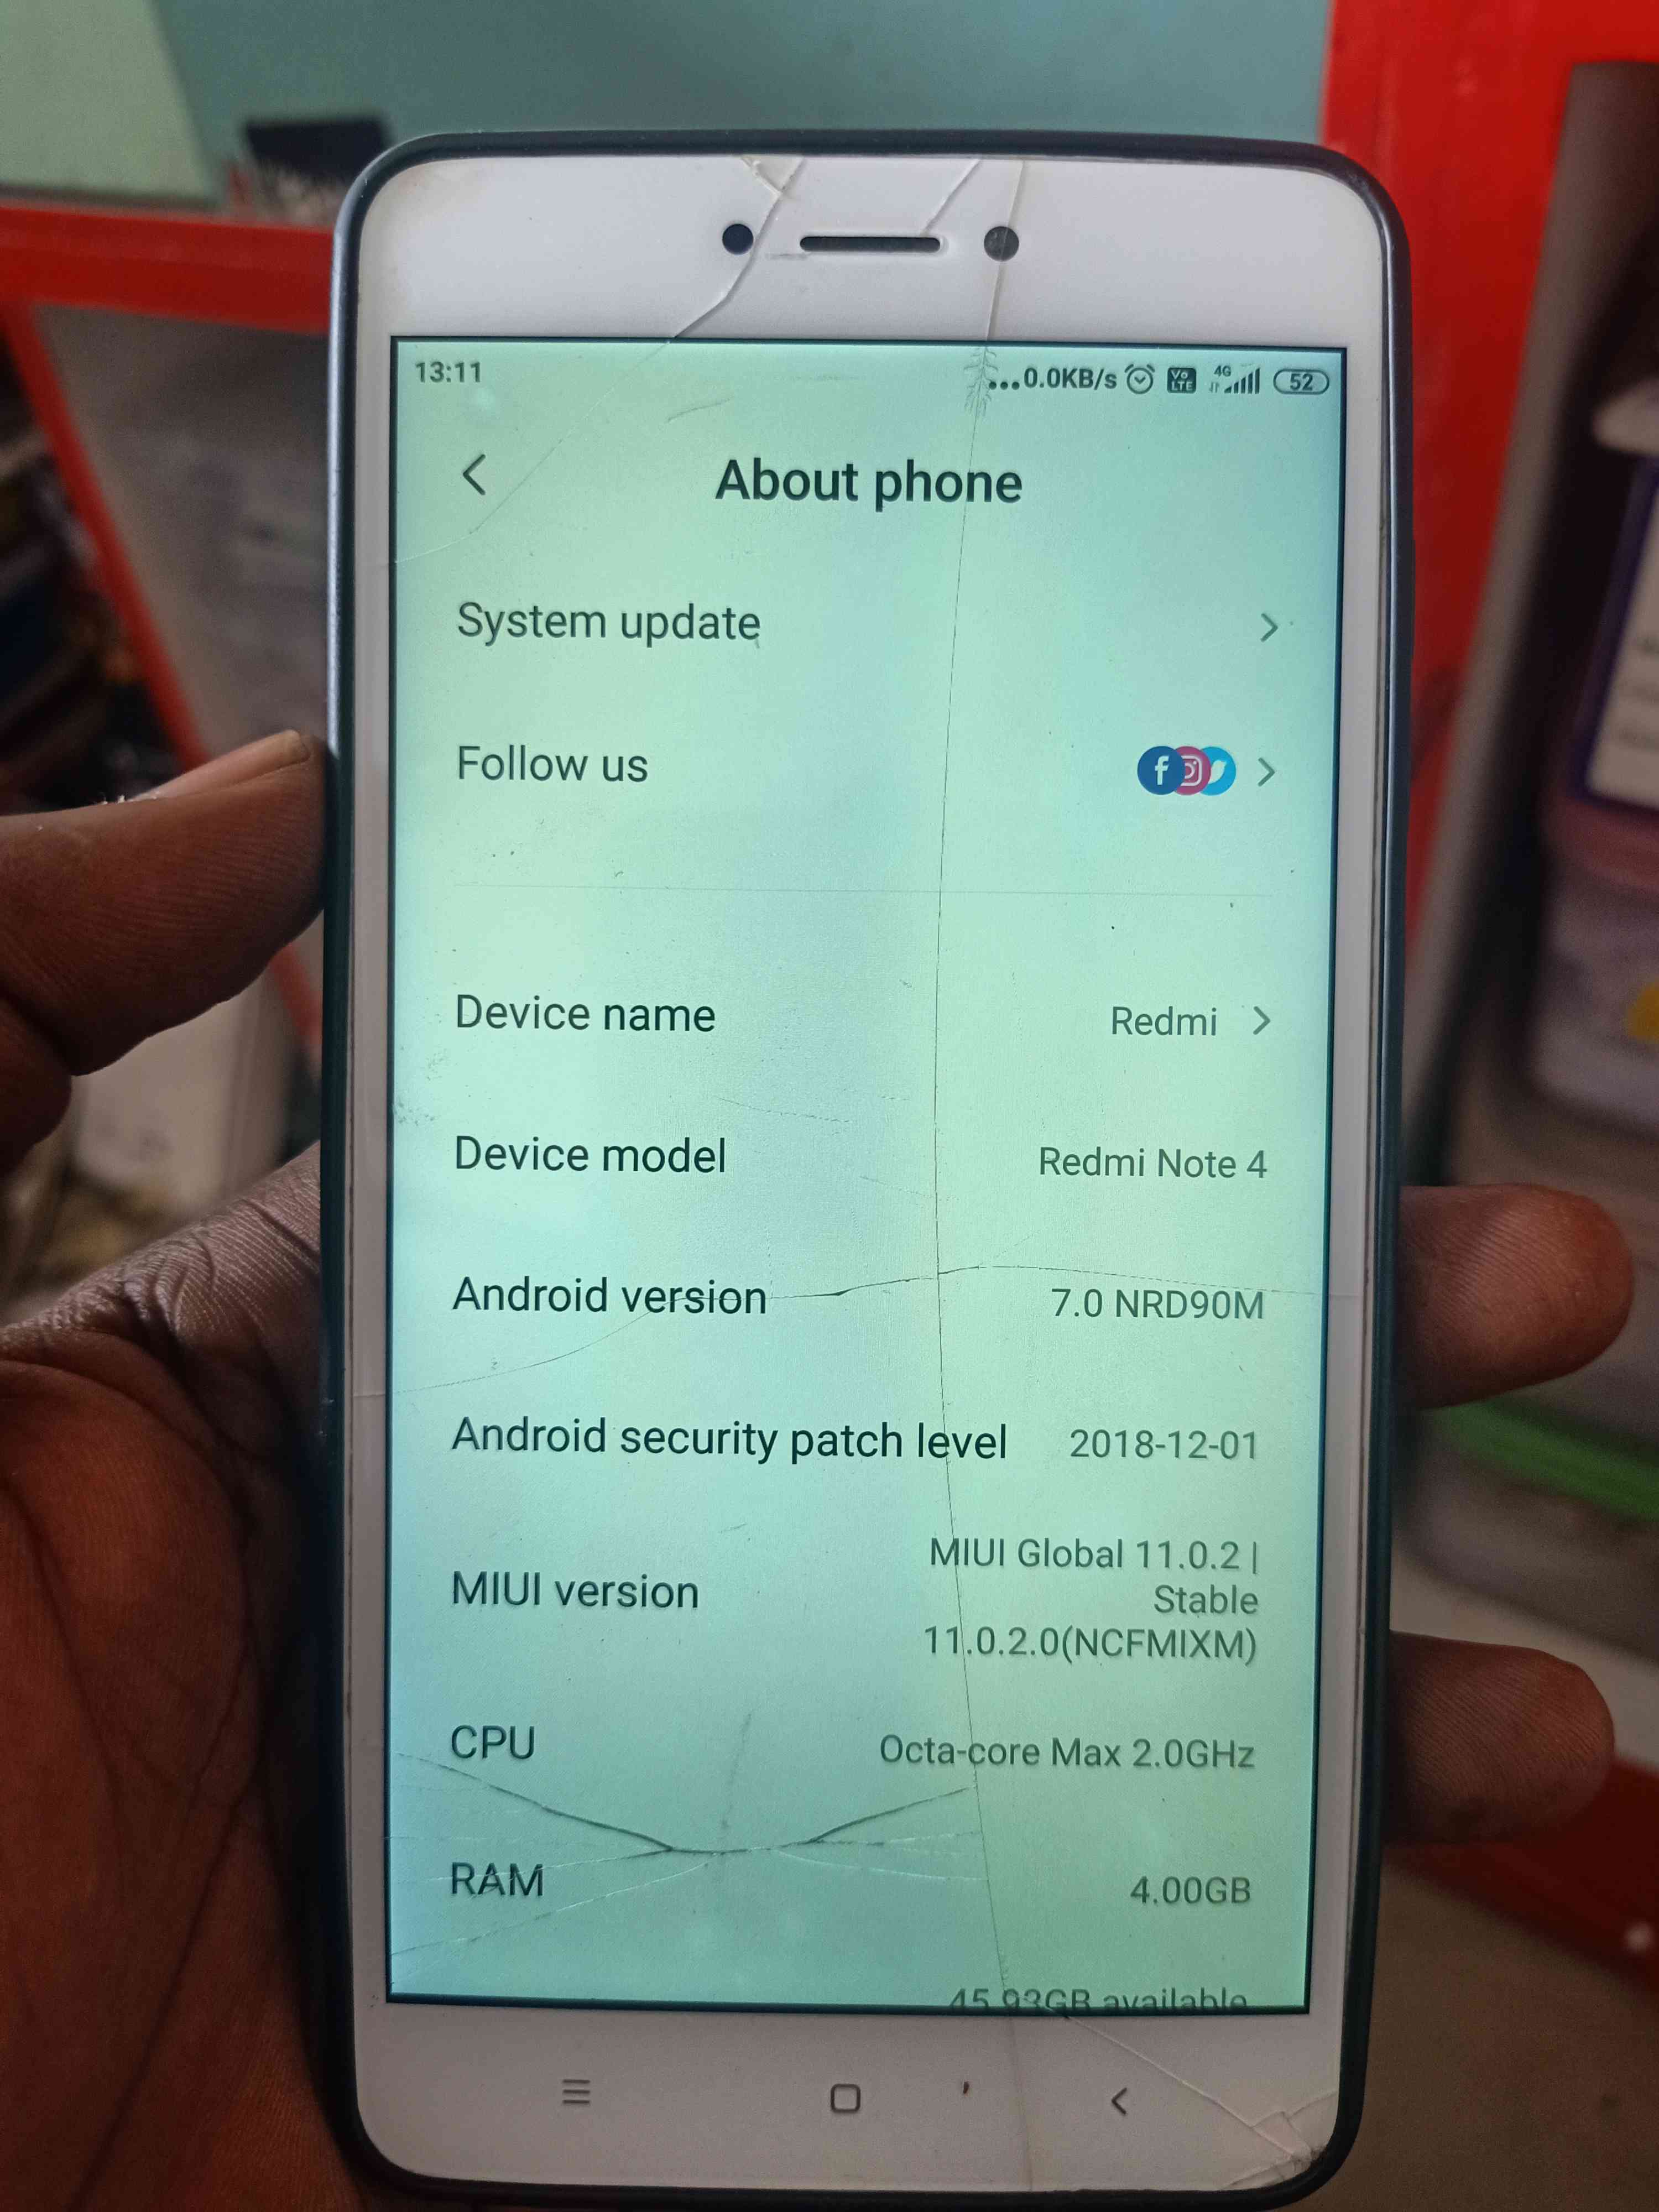 13:11 ...0.0KB/s Vo LTE 4G 52
About phone
System update
Follow us
Device name Redmi
Device model Redmi Note 4
Android version 7.0 NRD90M
Android security patch level 2018-12-01
MIUI version MIUI Global 11.0.2 |
Stable
11.0.2.0(NCFMIXM)
CPU Octa-core Max 2.0GHz
RAM 4.00GB
45.93GB available